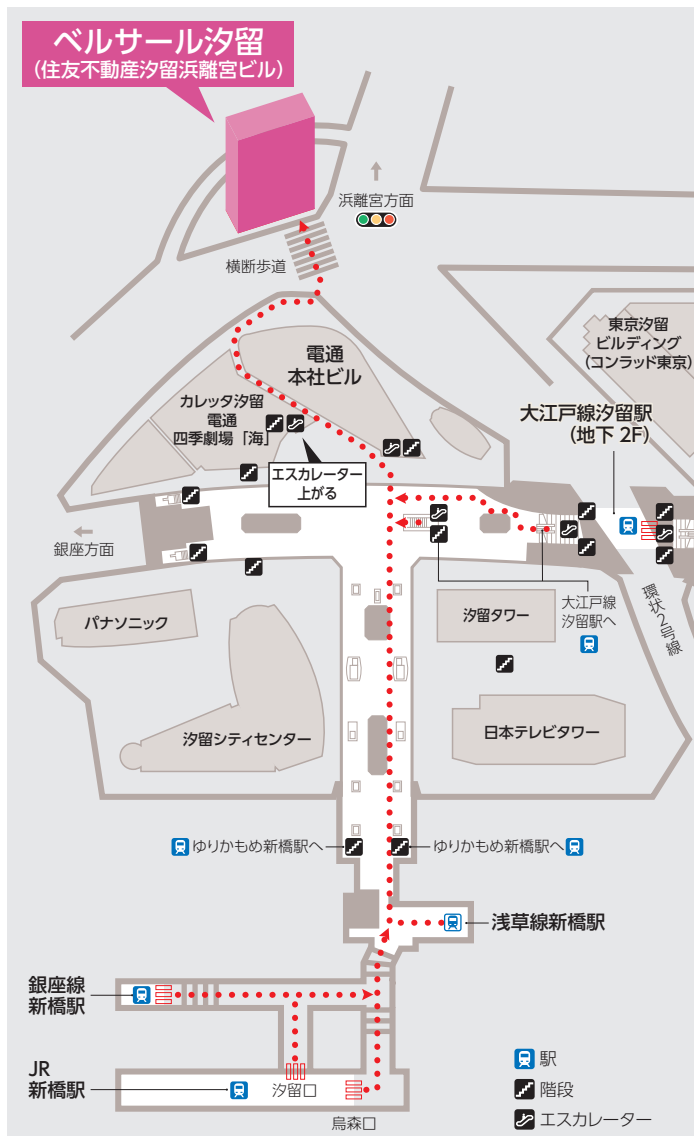 ベルサール汐留
（住友不動産汐留浜離宮ビル）
浜離宮方面
横断歩道
東京汐留
ビルディング
（コンラッド東京）
電通
本社ビル
カレッタ汐留
電通
四季劇場「海」
大江戸線汐留駅
（地下 2F）
エスカレーター
上がる
銀座方面
パナソニック
汐留タワー
大江戸線
汐留駅へ
環状2号線
汐留シティセンター
日本テレビタワー
ゆりかもめ新橋駅へ
ゆりかもめ新橋駅へ
浅草線新橋駅
銀座線
新橋駅
JR
新橋駅
汐留口
烏森口
駅
階段
エスカレーター